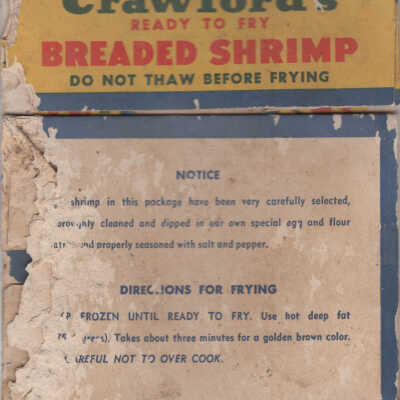 Crawford's
READY TO FRY
BREADED SHRIMP
DO NOT THAW BEFORE FRYING
NOTICE
shrimp in this package have been very carefully selected,
oroughly cleaned and dipped in our own special egg and flour
and properly seasoned with salt and pepper.
DIRECTIONS FOR FRYING
FROZEN UNTIL READY TO FRY. Use hot deep fat
Takes about three minutes for a golden brown color.
AREFUL NOT TO OVER COOK.